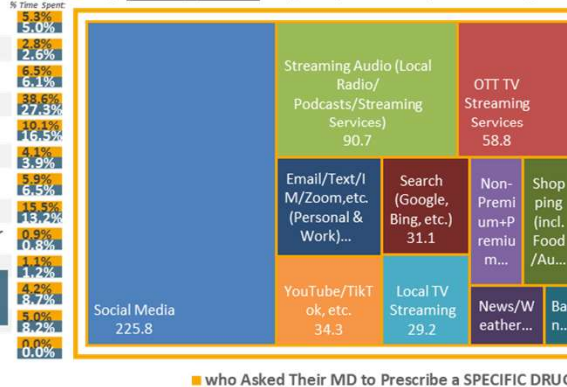 % Time Spent:
5.3%
5.0%
2.8%
2.6%
6.5%
6.1%
38.6%
27.3%
10.1%
16.5%
4.1%
3.9%
5.9%
6.5%
15.5%
13.2%
0.9%
0.8%
1.1%
1.2%
4.2%
8.7%
5.0%
8.2%
0.0%
0.0%
Social Media
225.8
Streaming Audio (Local
Radio/
Podcasts/Streaming
Services)
90.7
OTT TV
Streaming
Services
58.8
Email/Text/I
M/Zoom,etc.
(Personal &
Work)...
Search
(Google,
Bing, etc.)
31.1
Non-
Premi
um+P
remiu
m...
Shop
ping
(incl.
Food
/Au...
YouTube/TikT
ok, etc.
34.3
Local TV
Streaming
29.2
News/W
eather...
Ba
n...
who Asked Their MD to Prescribe a SPECIFIC DRUG